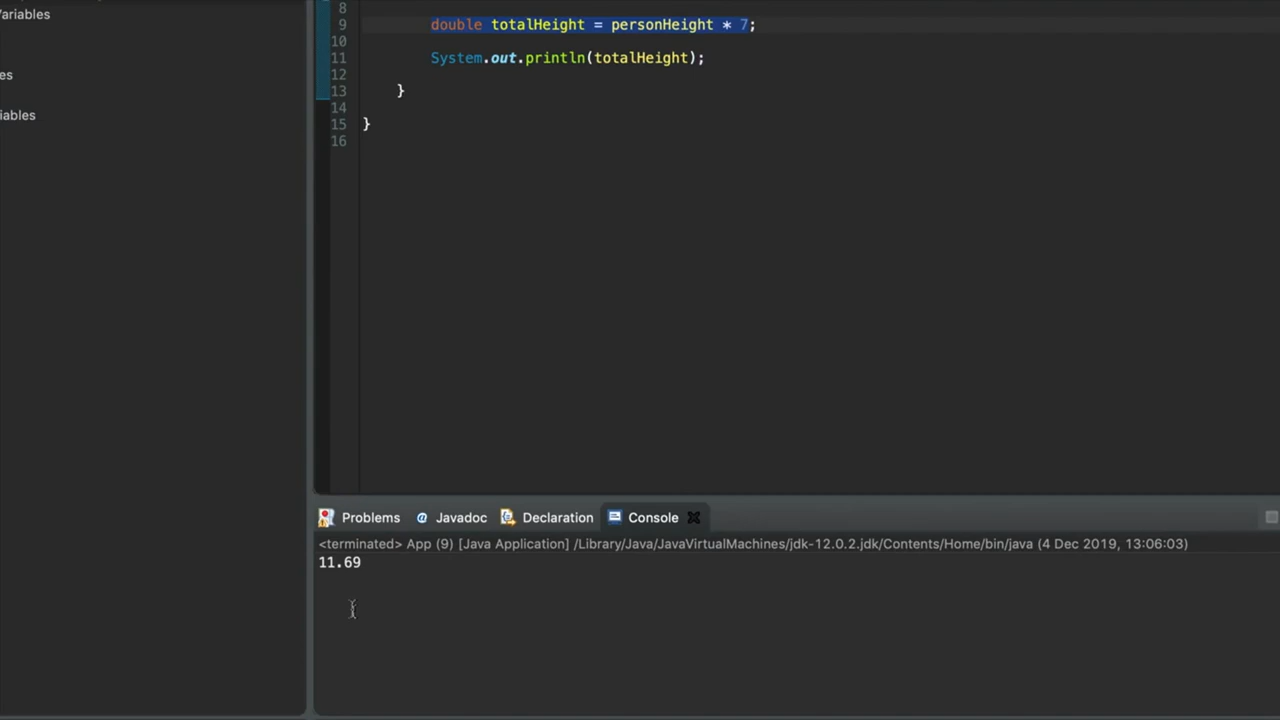 ariables
es
iables
8
9 double totalHeight = personHeight * 7;
10
11 System.out.println(totalHeight);
12
13 }
14
15 }
16
Problems @ Javadoc Declaration Console
<terminated> App (9) [Java Application] /Library/Java/JavaVirtualMachines/jdk-12.0.2.jdk/Contents/Home/bin/java (4 Dec 2019, 13:06:03)
11.69